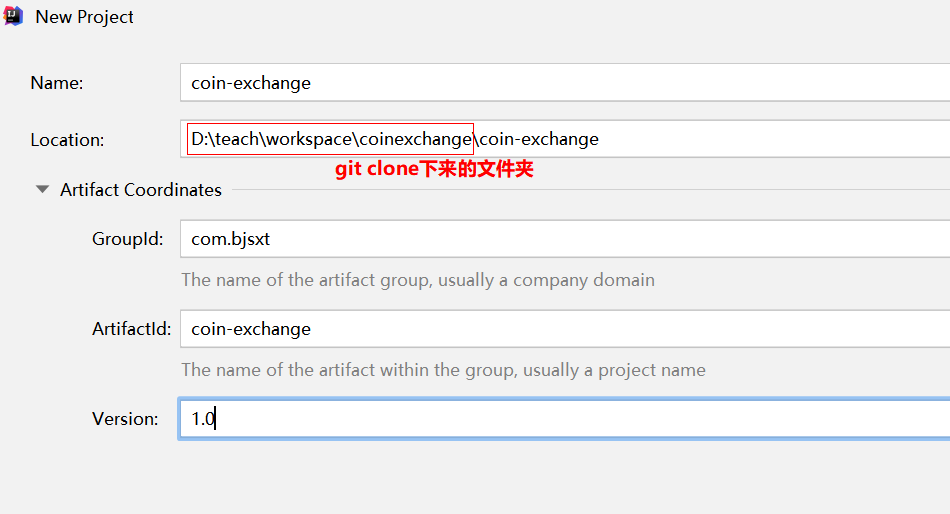 New Project
Name: coin-exchange
Location: D:\teach\workspace\coinexchange\coin-exchange
git clone下来的文件夹
Artifact Coordinates
GroupId: com.bjsxt
The name of the artifact group, usually a company domain
ArtifactId: coin-exchange
The name of the artifact within the group, usually a project name
Version: 1.0